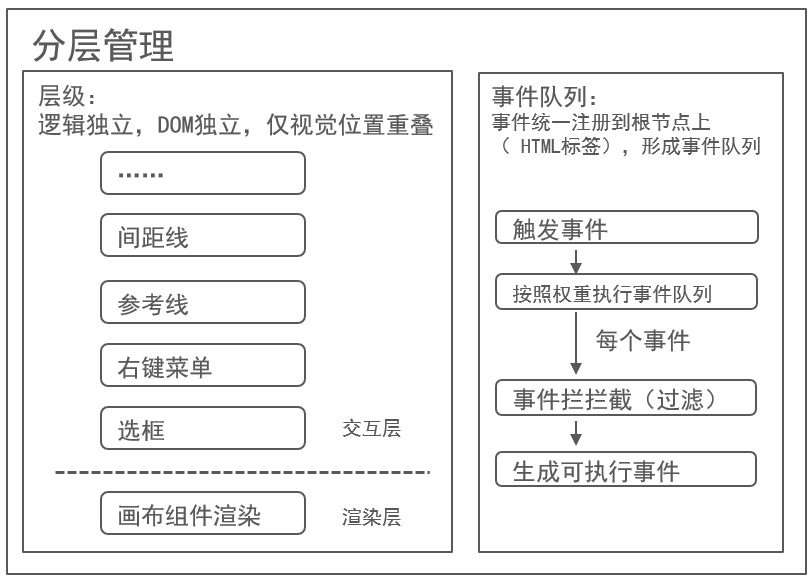 分层管理
层级：
逻辑独立，DOM独立，仅视觉位置重叠
……
间距线
参考线
右键菜单
选框
交互层
画布组件渲染
渲染层
事件队列：
事件统一注册到根节点上
（ HTML标签），形成事件队列
触发事件
按照权重执行事件队列
每个事件
事件拦拦截（过滤）
生成可执行事件